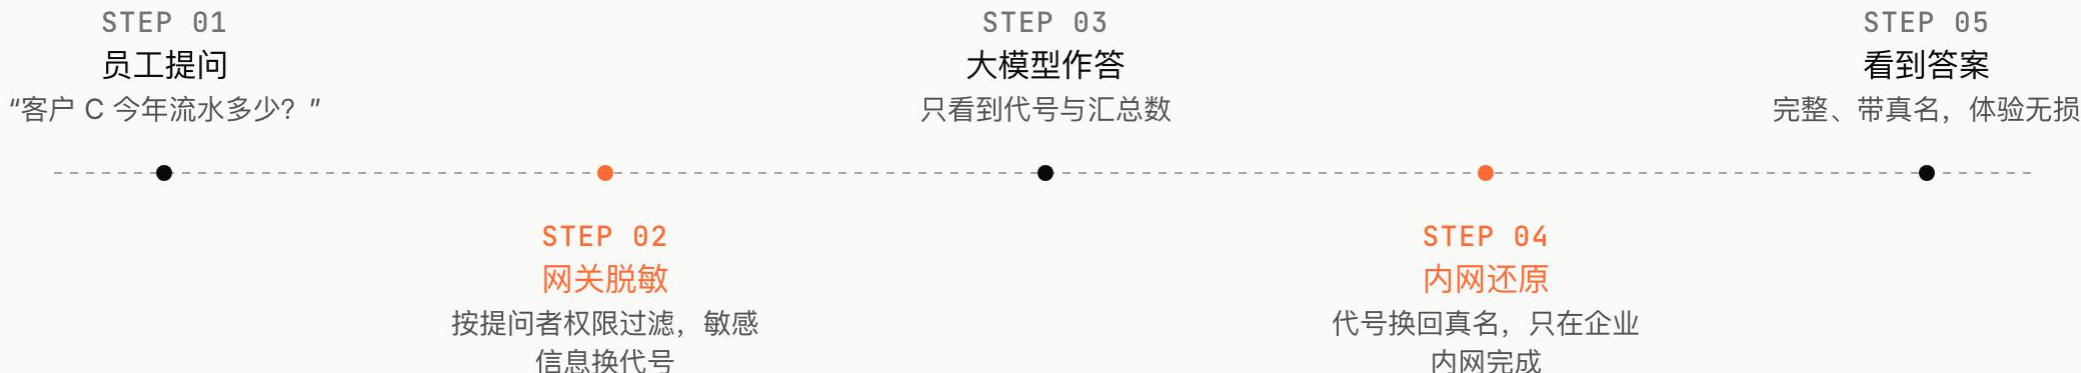 STEP 01
员工提问
“客户 C 今年流水多少？”
STEP 02
网关脱敏
按提问者权限过滤，敏感
信息换代号
STEP 03
大模型作答
只看到代号与汇总数
STEP 04
内网还原
代号换回真名，只在企业
内网完成
STEP 05
看到答案
完整、带真名，体验无损